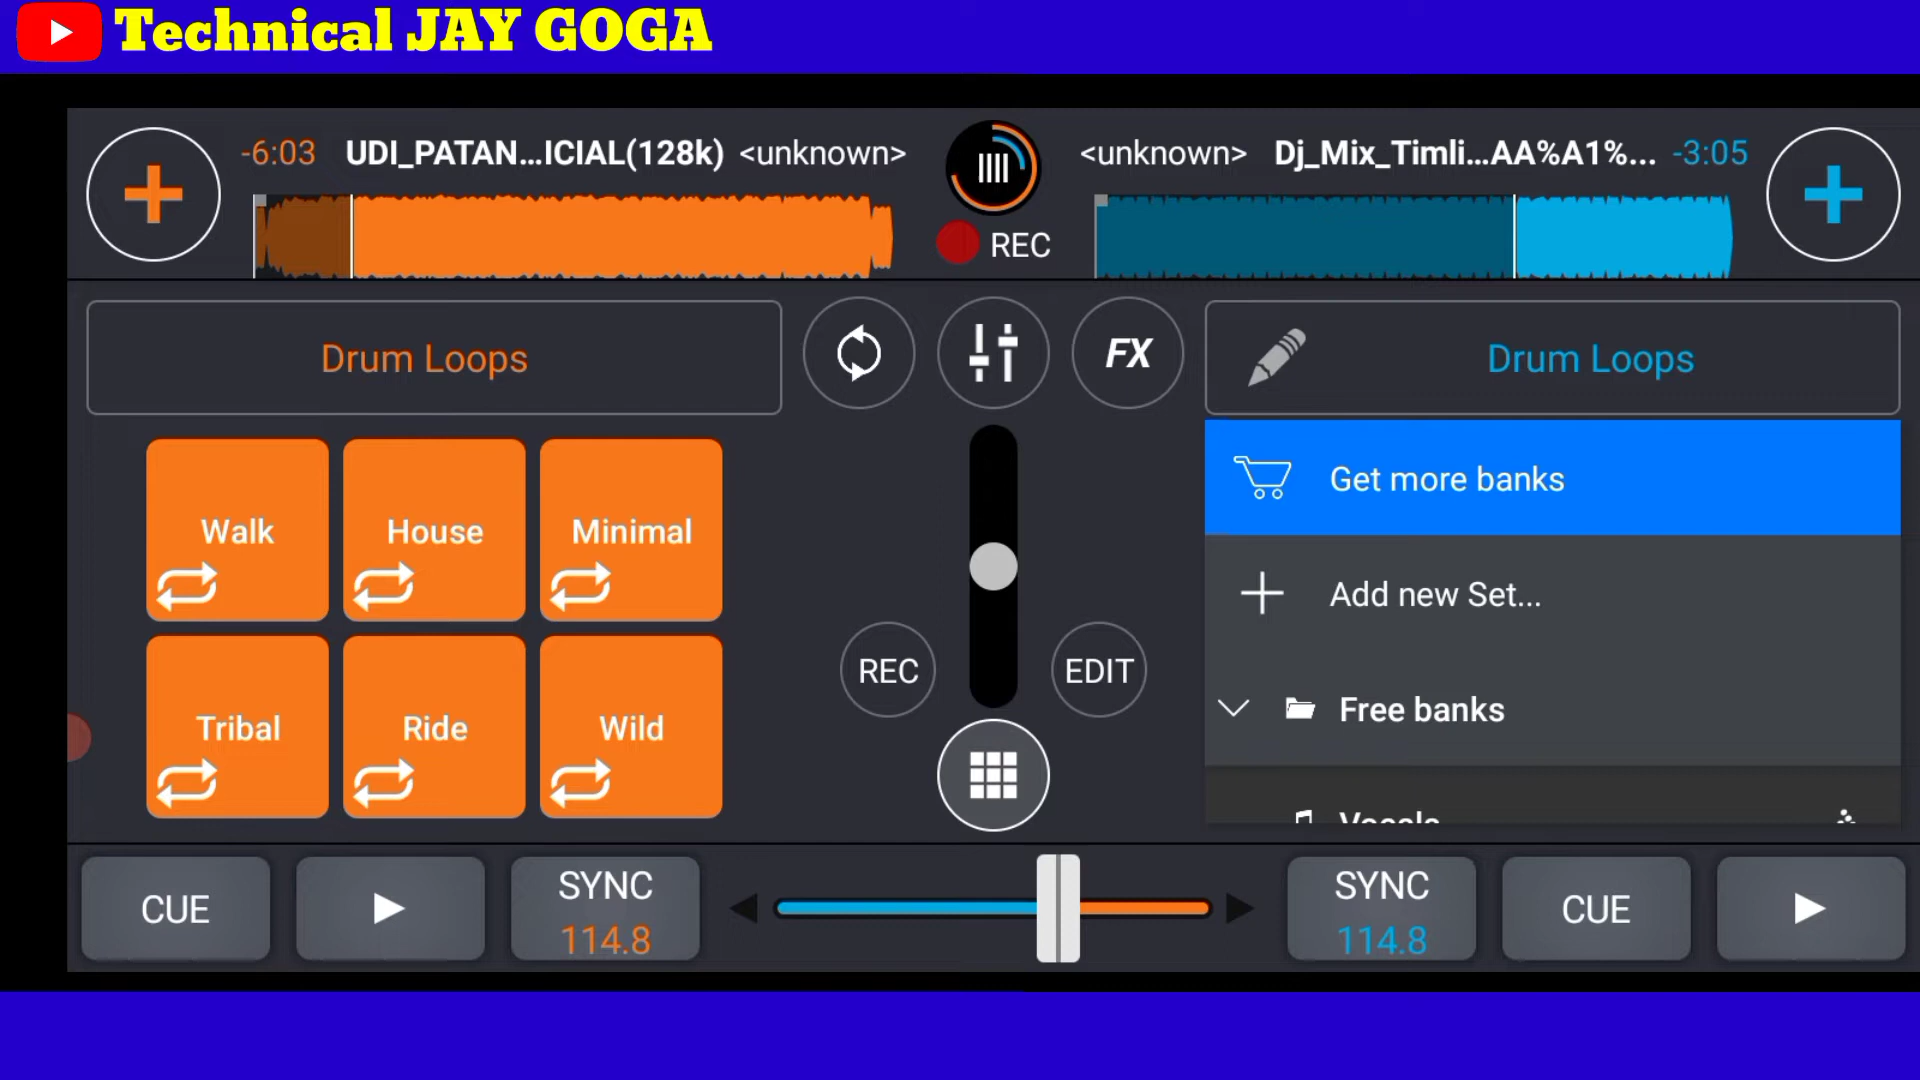 Technical JAY GOGA
-6:03 UDI_PATAN...ICIAL(128k) <unknown>
<unknown> Dj_Mix_Timli...AA%A1%... -3:05
REC
Drum Loops
FX
Drum Loops
Get more banks
Walk House Minimal
Add new Set...
REC EDIT
Free banks
Tribal Ride Wild
Vocals
CUE
SYNC
114.8
SYNC
114.8
CUE